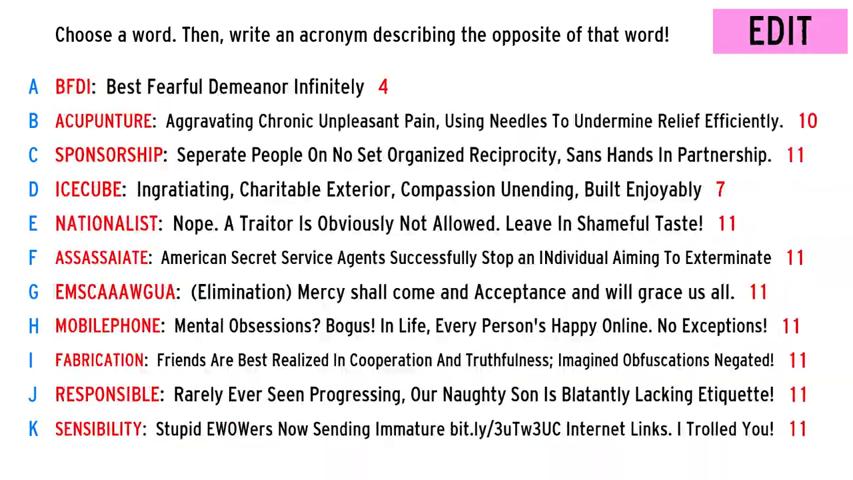 Choose a word. Then, write an acronym describing the opposite of that word!
EDIT
A BFDI: Best Fearful Demeanor Infinitely 4
B ACUPUNTURE: Aggravating Chronic Unpleasant Pain, Using Needles To Undermine Relief Efficiently. 10
C SPONSORSHIP: Seperate People On No Set Organized Reciprocity, Sans Hands In Partnership. 11
D ICECUBE: Ingratiating, Charitable Exterior, Compassion Unending, Built Enjoyably 7
E NATIONALIST: Nope. A Traitor Is Obviously Not Allowed. Leave In Shameful Taste! 11
F ASSASSAIATE: American Secret Service Agents Successfully Stop an INdividual Aiming To Exterminate 11
G EMSCAAAWGUA: (Elimination) Mercy shall come and Acceptance and will grace us all. 11
H MOBILEPHONE: Mental Obsessions? Bogus! In Life, Every Person's Happy Online. No Exceptions! 11
I FABRICATION: Friends Are Best Realized In Cooperation And Truthfulness; Imagined Obfuscations Negated! 11
J RESPONSIBLE: Rarely Ever Seen Progressing, Our Naughty Son Is Blatantly Lacking Etiquette! 11
K SENSIBILITY: Stupid EWOWers Now Sending Immature bit.ly/3uTw3UC Internet Links. I Trolled You! 11